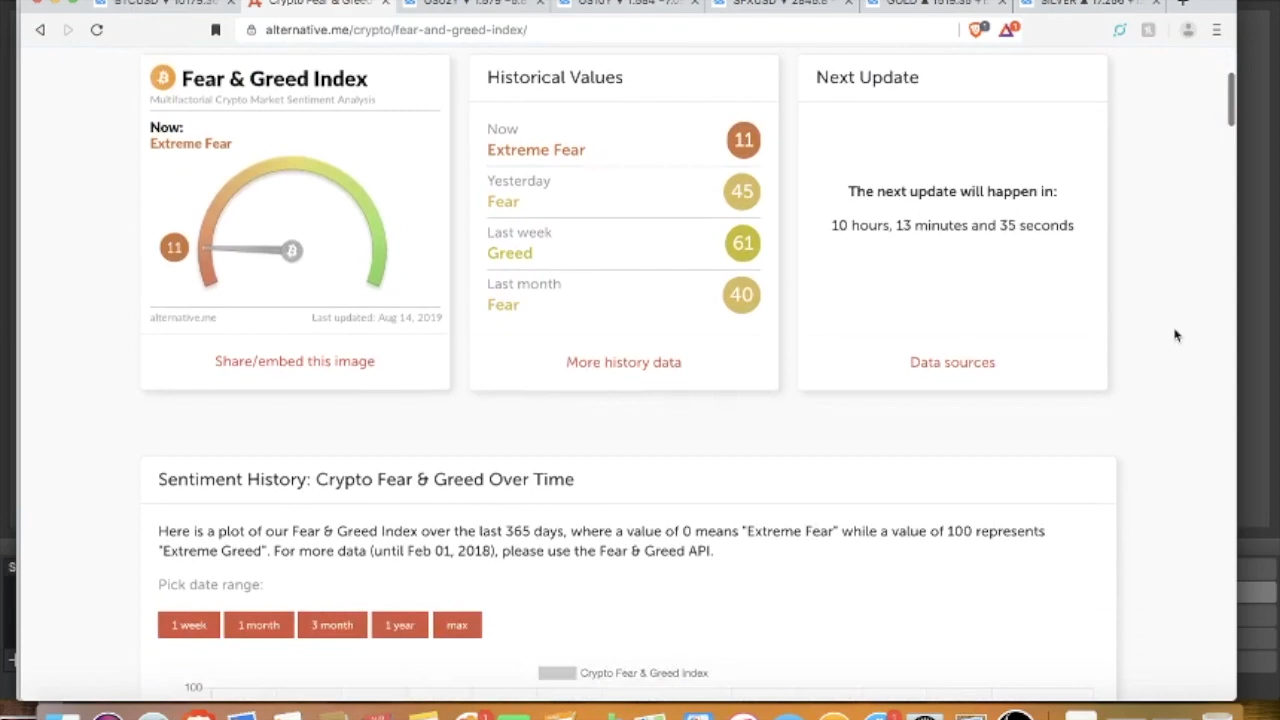 Crypto Fear & Greed Index
alternative.me/crypto/fear-and-greed-index/
Fear & Greed Index
Multifactorial Crypto Market Sentiment Analysis
Now:
Extreme Fear
11
alternative.me
Last updated: Aug 14, 2019
Share/embed this image
Historical Values
Now
Extreme Fear
11
Yesterday
Fear
45
Last week
Greed
61
Last month
Fear
40
More history data
Next Update
The next update will happen in:
10 hours, 13 minutes and 35 seconds
Data sources
Sentiment History: Crypto Fear & Greed Over Time
Here is a plot of our Fear & Greed Index over the last 365 days, where a value of 0 means "Extreme Fear" while a value of 100 represents
"Extreme Greed". For more data (until Feb 01, 2018), please use the Fear & Greed API.
Pick date range:
1 week
1 month
3 month
1 year
max
Crypto Fear & Greed Index
100